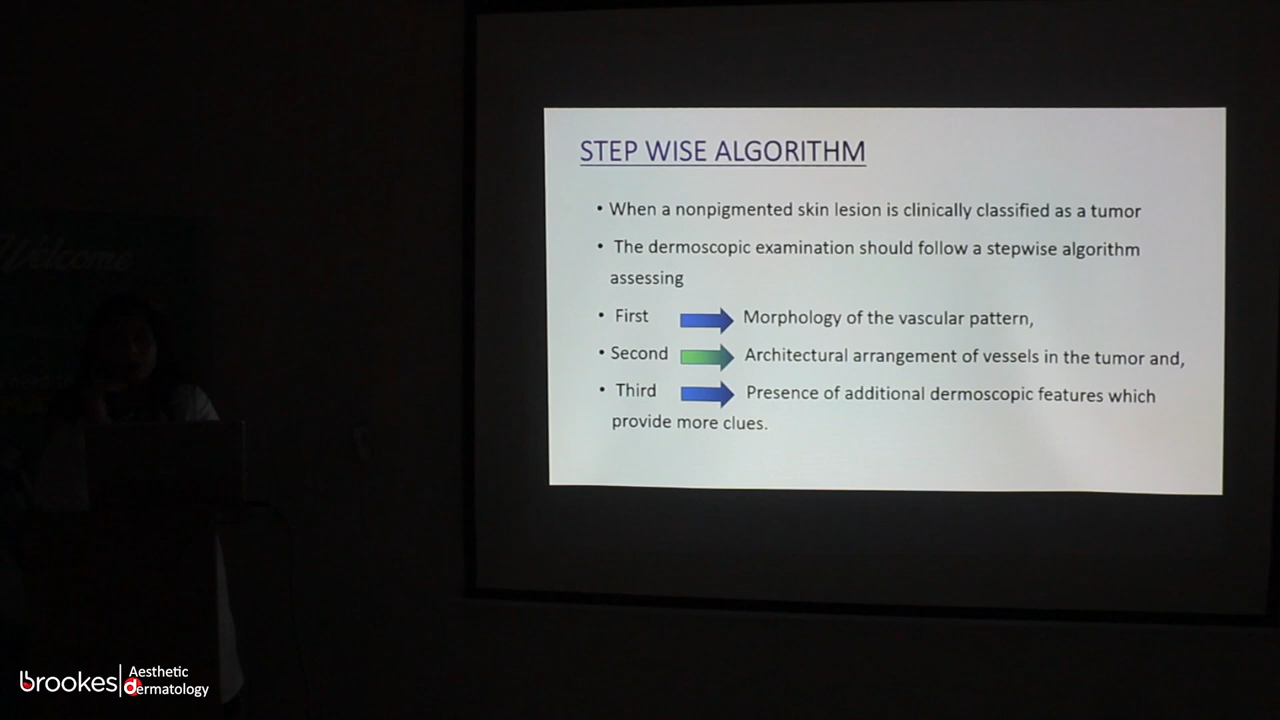 Welcome
STEP WISE ALGORITHM
• When a nonpigmented skin lesion is clinically classified as a tumor
• The dermoscopic examination should follow a stepwise algorithm
assessing
• First Morphology of the vascular pattern,
• Second Architectural arrangement of vessels in the tumor and,
• Third Presence of additional dermoscopic features which
provide more clues.
brookes Aesthetic
dermatology